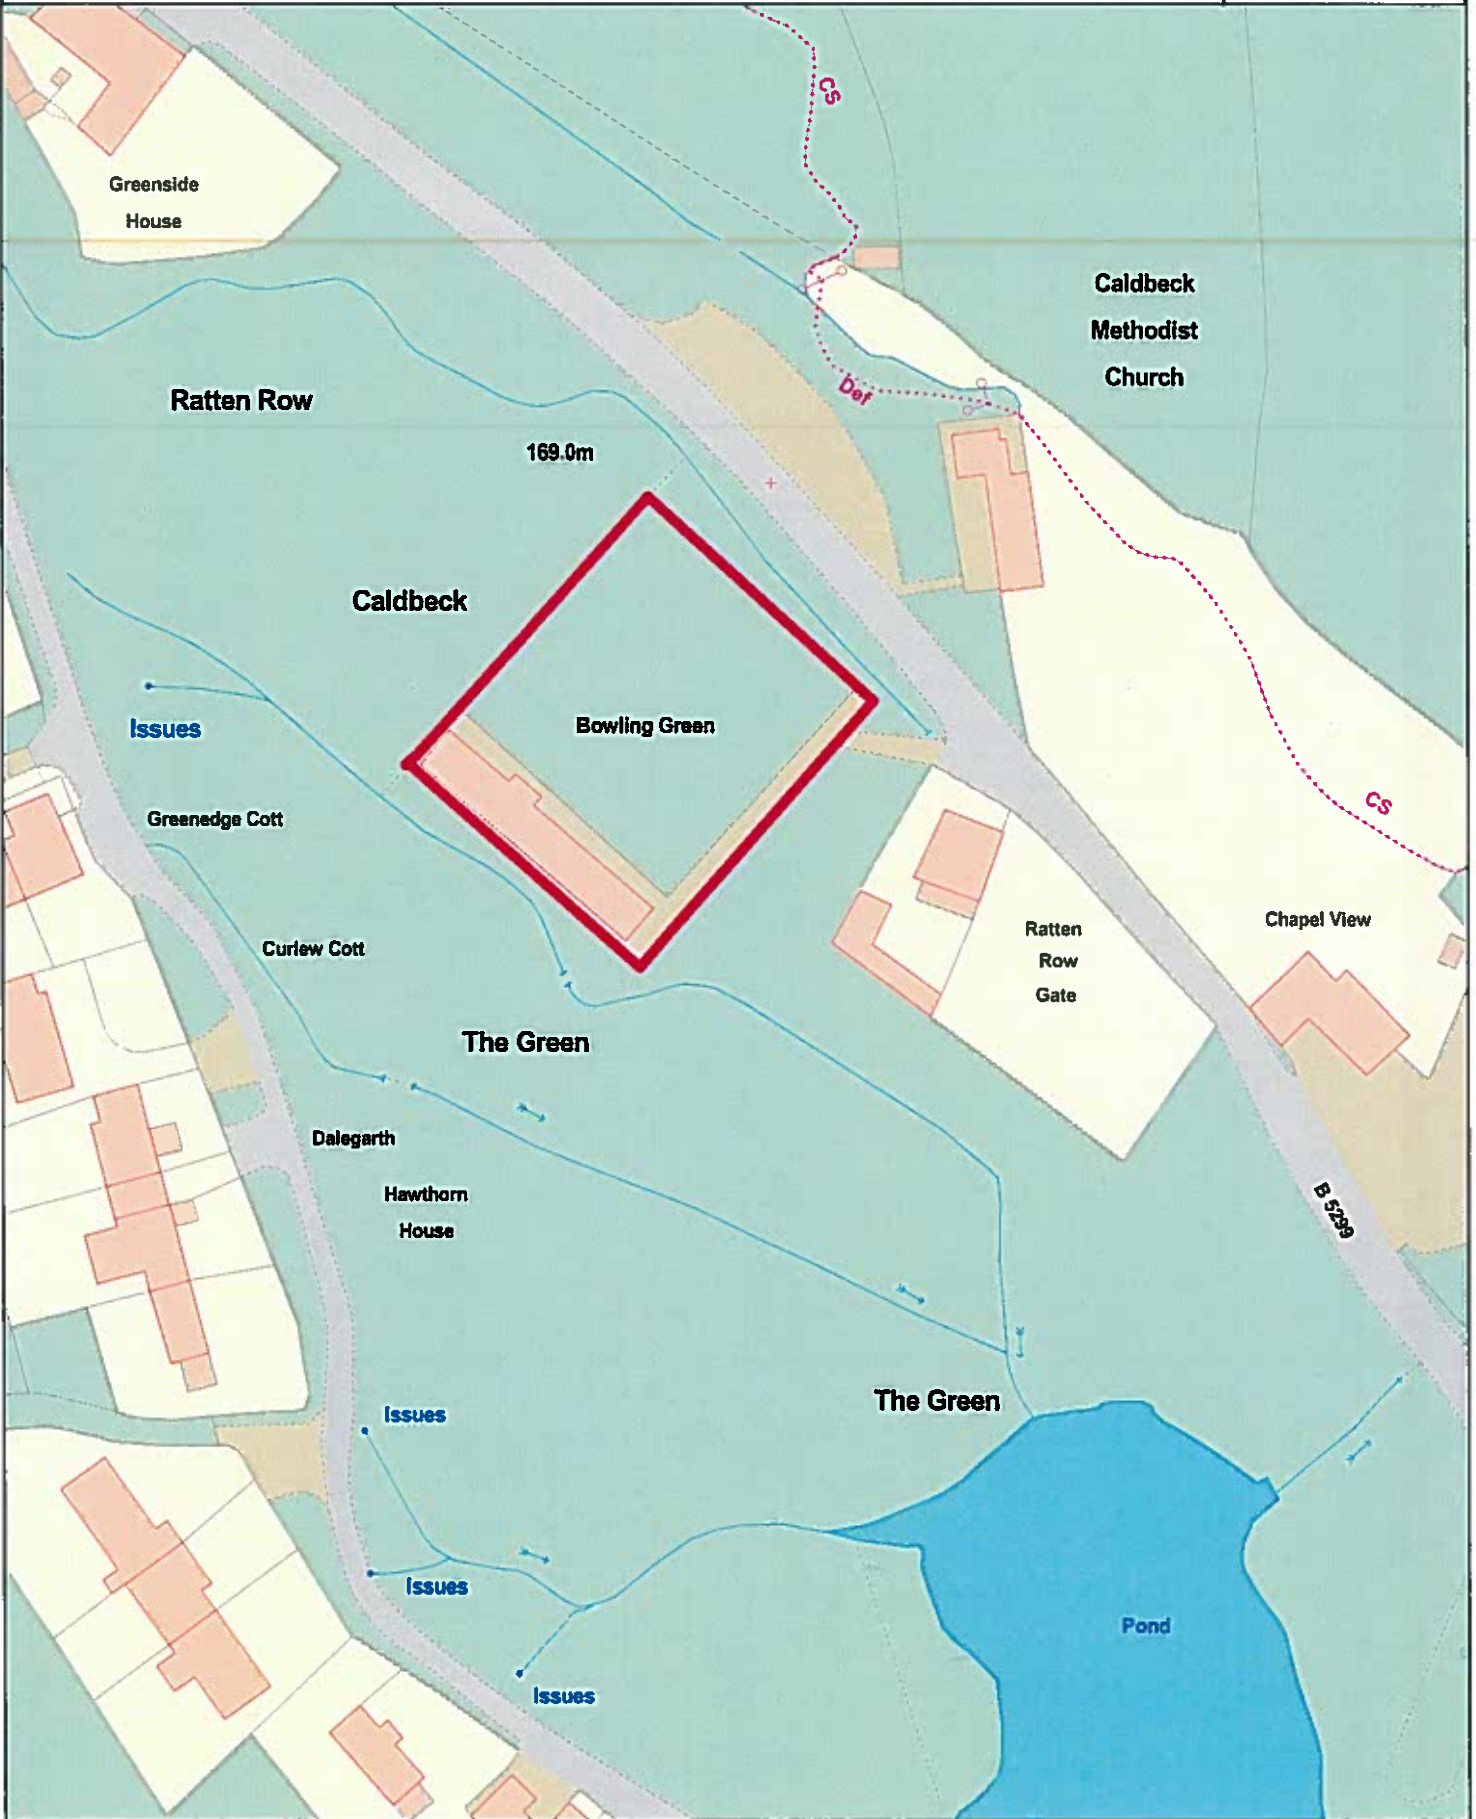 CS
Greenside
House
Caldbeck
Methodist
Church
Def
Ratten Row
169.0m
Caldbeck
Bowling Green
Issues
CS
Greenedge Cott
Chapel View
Ratten
Row
Gate
Curlew Cott
The Green
Dalegarth
Hawthorn
House
B 5299
The Green
Issues
Issues
Pond
Issues